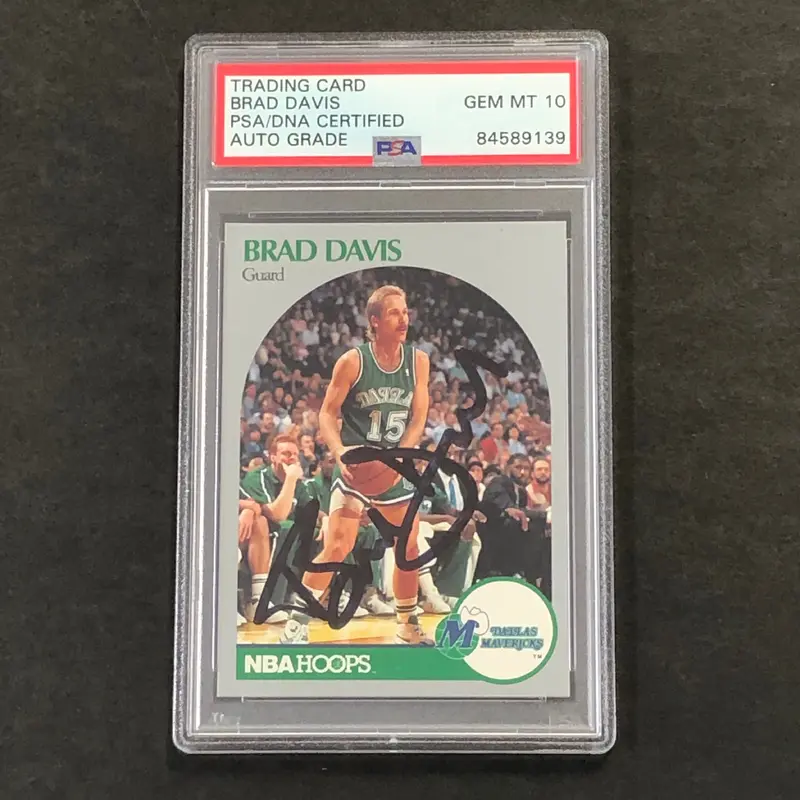 TRADING CARD
BRAD DAVIS
PSA/DNA CERTIFIED
AUTO GRADE
GEM MT 10
84589139
PSA
BRAD DAVIS
Guard
DALLAS
15
M
DALLAS
MAVERICKS
TM
NBA HOOPS